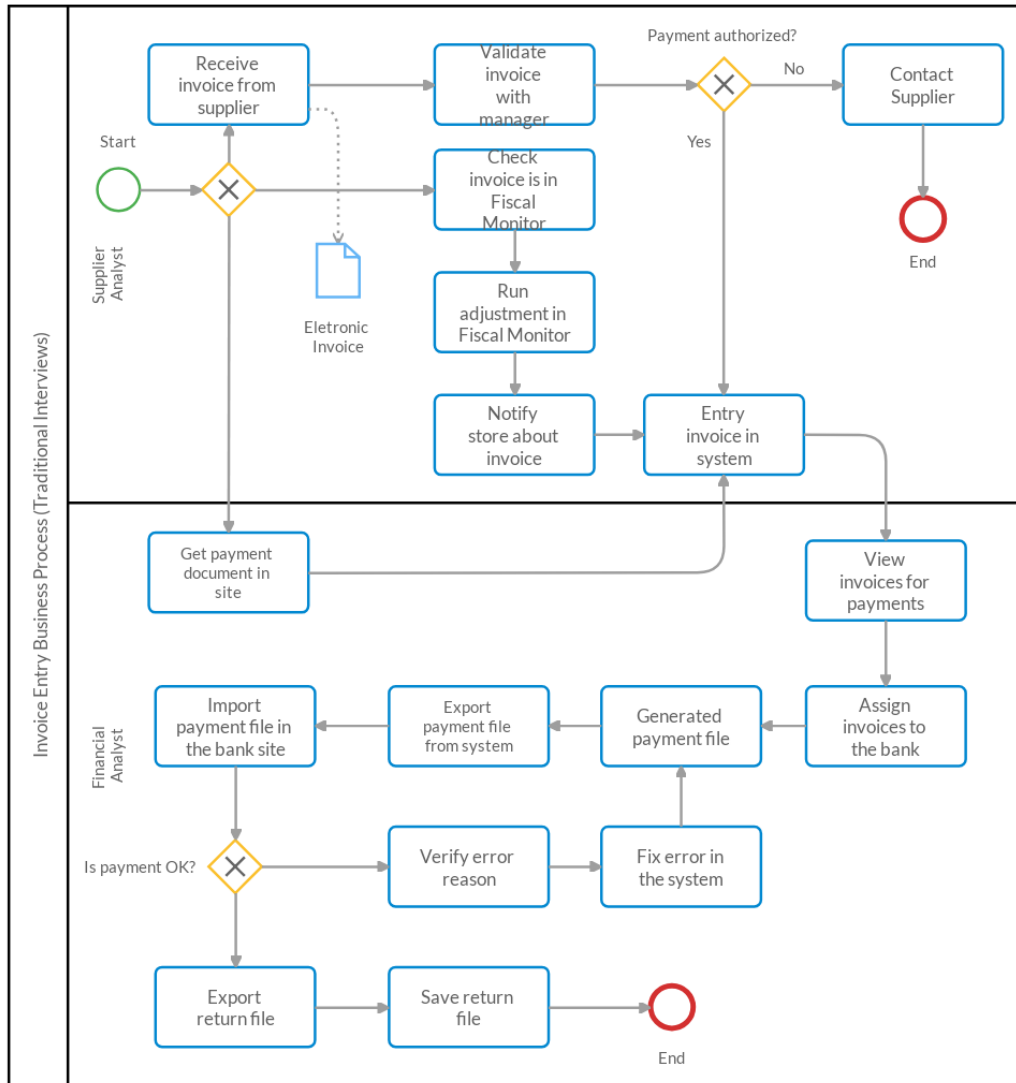 Invoice Entry Business Process (Traditional Interviews)
Supplier
Analyst
Start
Receive
invoice from
supplier
Validate
invoice
with
manager
Payment authorized?
No
Yes
Contact
Supplier
End
Check
invoice is in
Fiscal
Monitor
Eletronic
Invoice
Run
adjustment in
Fiscal Monitor
Notify
store about
invoice
Entry
invoice in
system
Financial
Analyst
Get payment
document in
site
View
invoices for
payments
Assign
invoices to
the bank
Generated
payment file
Export
payment file
from system
Import
payment file in
the bank site
Is payment OK?
Verify error
reason
Fix error in
the system
Export
return file
Save return
file
End